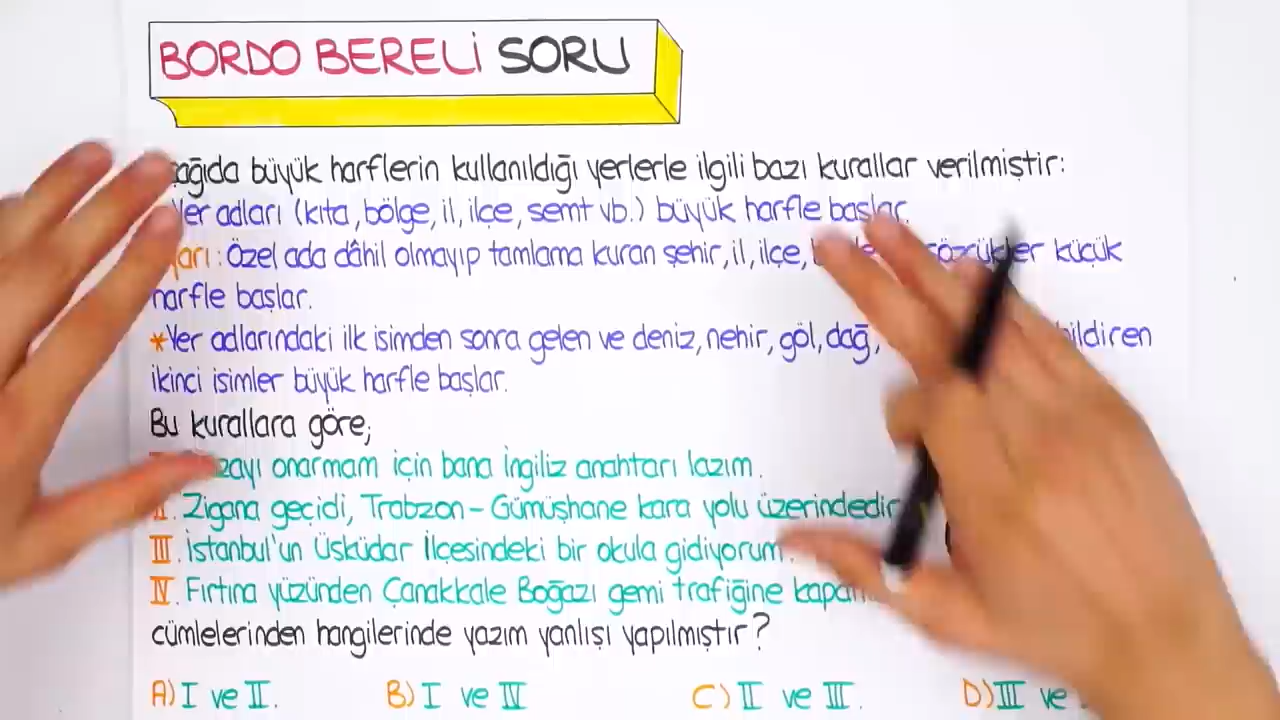 BORDO BERELİ SORU
büyük harflerin kullanıldığı yerlerle ilgili bazı kurallar verilmiştir:
Yer adları (kıta, bölge, il, ilçe, semt vb.) büyük harfle başlar.
Özel ada dâhil olmayıp tamlama kuran şehir, il, ilçe, sözcükler küçük
harfle başlar.
*Yer adlarındaki ilk isimden sonra gelen ve deniz, nehir, göl, dağ, bildiren
ikinci isimler büyük harfle başlar.
Bu kurallara göre;
onarmam için bana İngiliz anahtarı lazım.
II. Zigana geçidi, Trabzon - Gümüşhane kara yolu üzerindedir
III. İstanbul'un Üsküdar İlçesindeki bir okula gidiyorum.
IV. Fırtına yüzünden Çanakkale Boğazı gemi trafiğine
cümlelerinden hangilerinde yazım yanlışı yapılmıştır?
A) I ve II. B) I ve IV C) II ve III. D) III ve